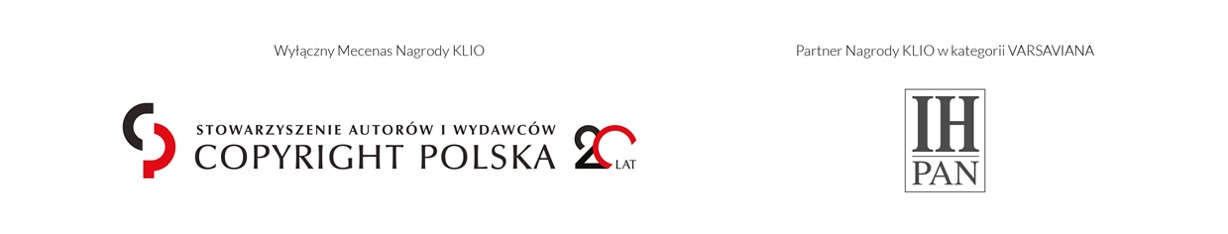 Wyłączny Mecenas Nagrody KLIO
Partner Nagrody KLIO w kategorii VARSAVIANA
STOWARZYSZENIE AUTORÓW I WYDAWCÓW
COPYRIGHT POLSKA
20 LAT
IH
PAN